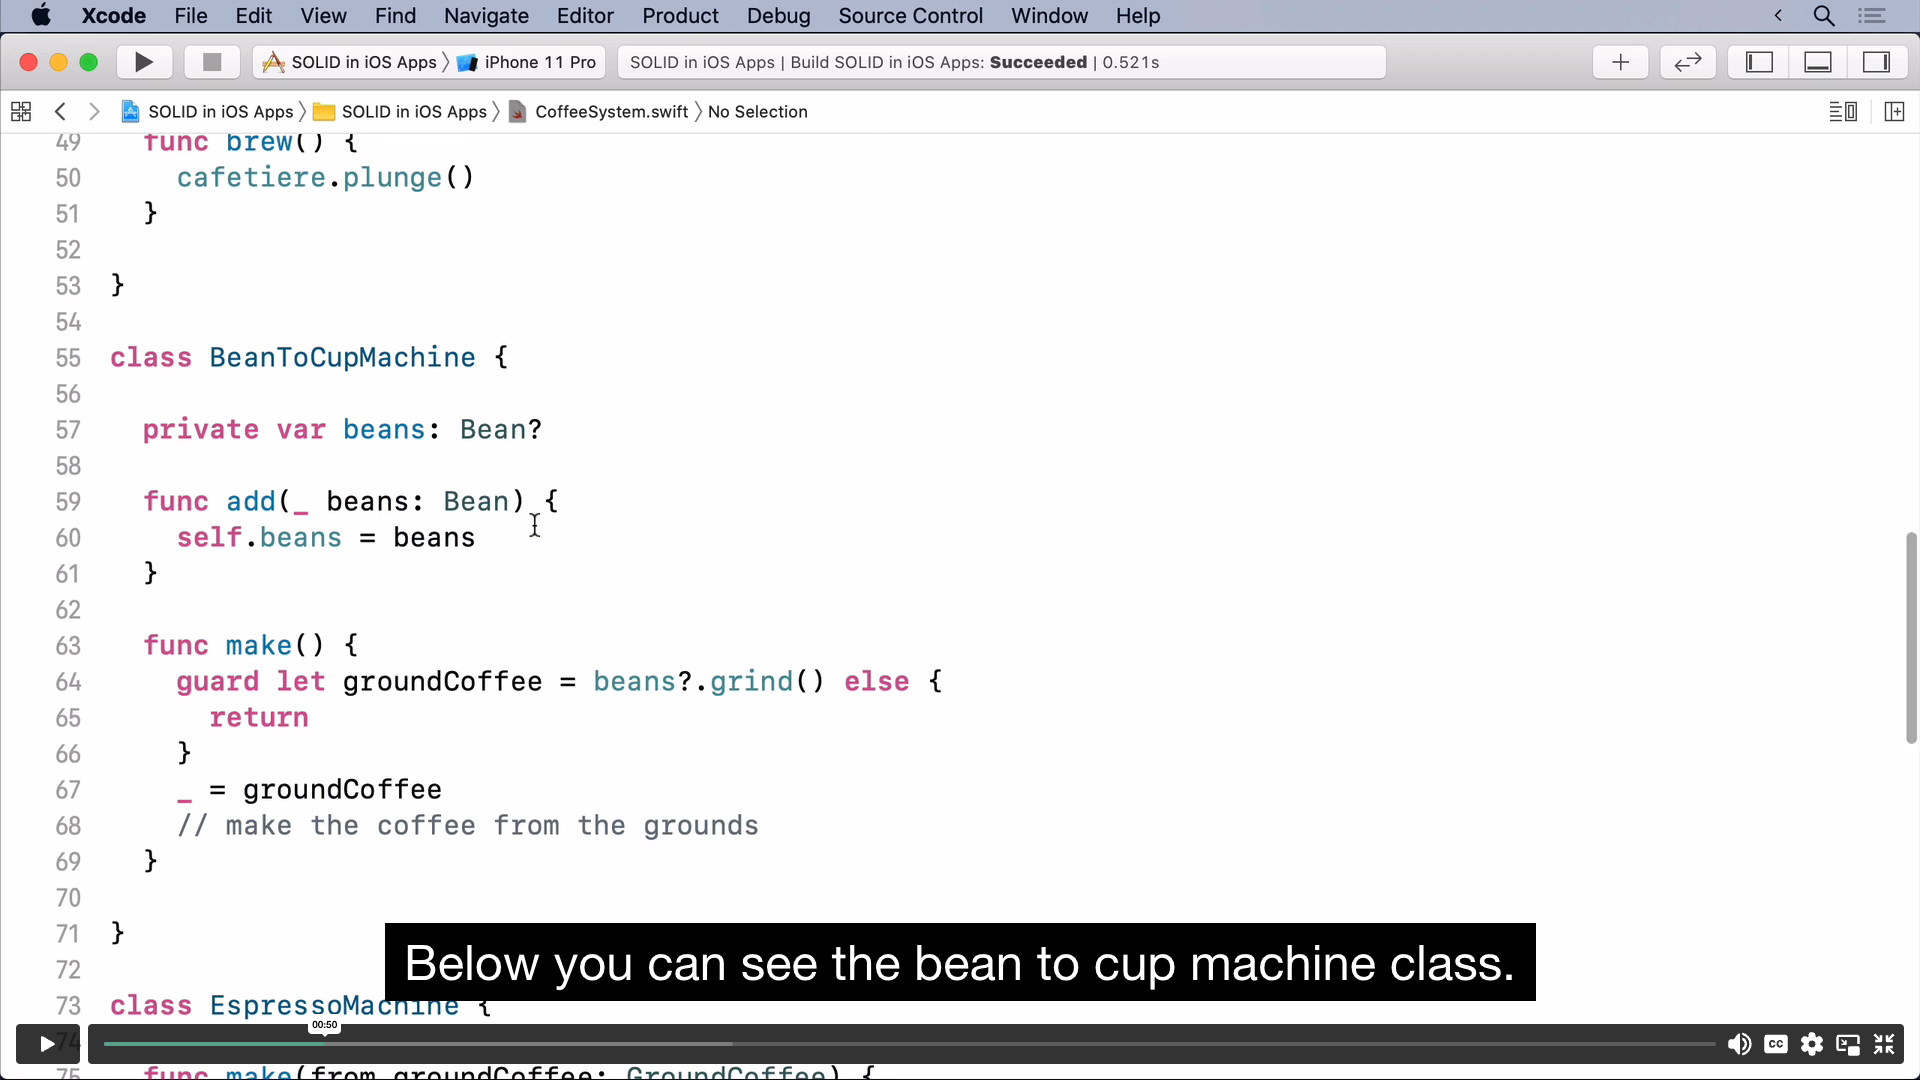 Xcode File Edit View Find Navigate Editor Product Debug Source Control Window Help
SOLID in iOS Apps iPhone 11 Pro SOLID in iOS Apps | Build SOLID in iOS Apps: Succeeded | 0.521s
SOLID in iOS Apps SOLID in iOS Apps CoffeeSystem.swift No Selection
49 func brew() {
50 cafetiere.plunge()
51 }
52
53 }
54
55 class BeanToCupMachine {
56
57 private var beans: Bean?
58
59 func add(_ beans: Bean) {
60 self.beans = beans
61 }
62
63 func make() {
64 guard let groundCoffee = beans?.grind() else {
65 return
66 }
67 _ = groundCoffee
68 // make the coffee from the grounds
69 }
70
71 }
Below you can see the bean to cup machine class.
72
73 class EspressoMachine {
00:50
74
CC
75 func make(from groundCoffee: GroundCoffee) {